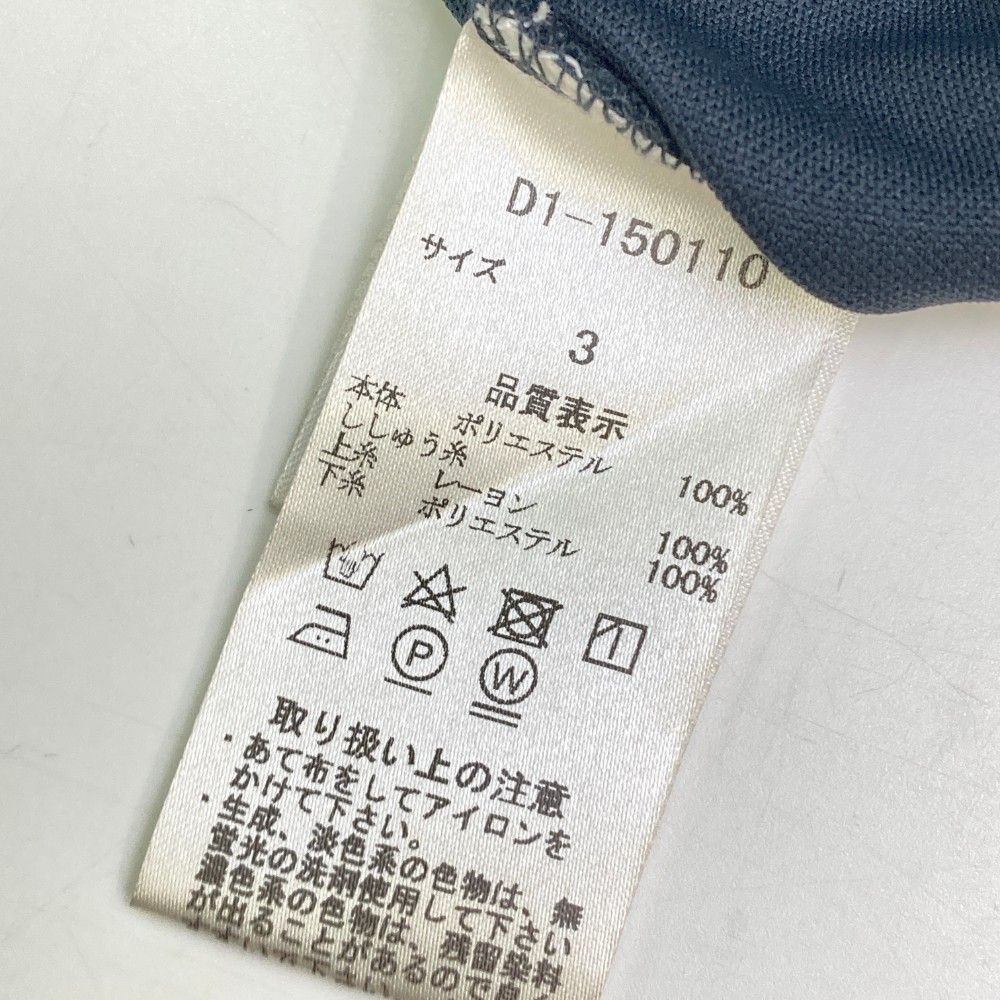 D1-150110
サイズ
3
品質表示
本体 ポリエステル 100%
ししゅう糸
上糸 レーヨン 100%
下糸 ポリエステル 100%
P
W
取り扱い上の注意
・あて布をしてアイロンを
かけて下さい。
・生成、淡色系の色物は、無
蛍光の洗剤使用して下さい
濃色系の色物は、残留染料
が出ることがあるので